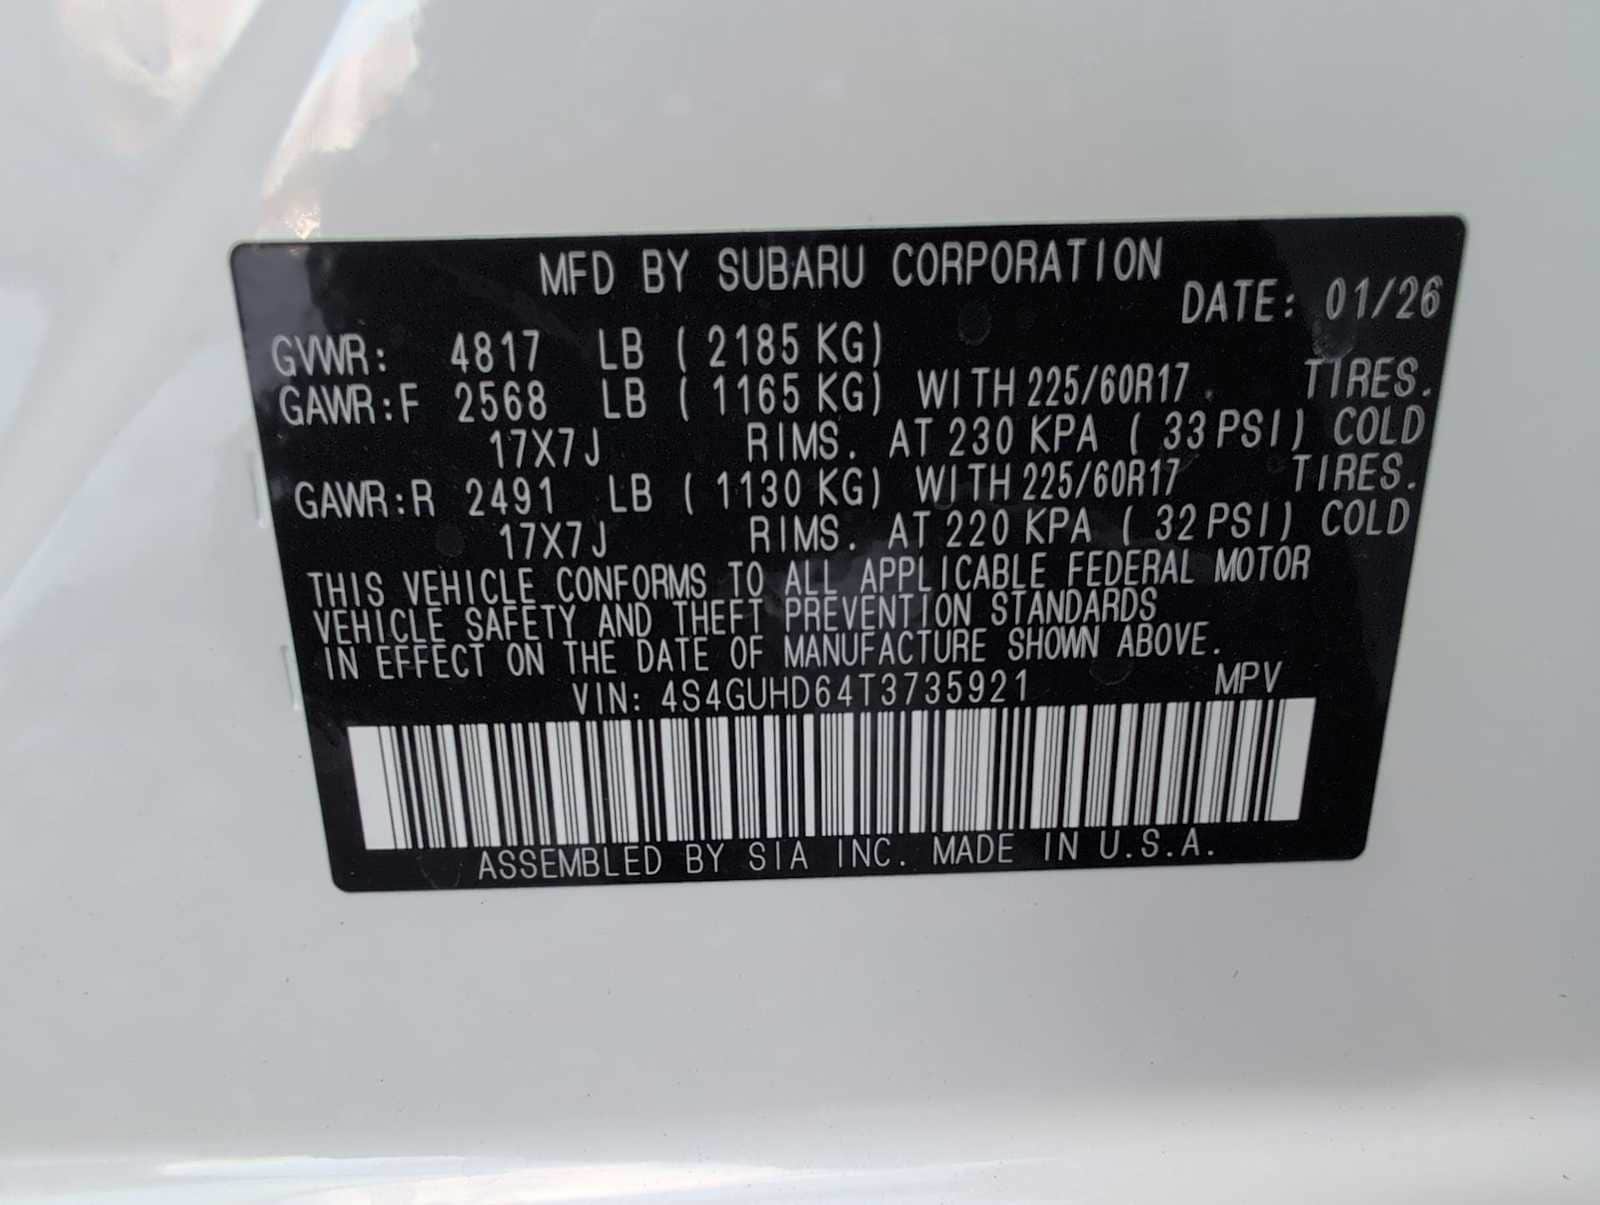 MFD BY SUBARU CORPORATION
DATE: 01/26
GVWR: 4817 LB ( 2185 KG)
GAWR:F 2568 LB ( 1165 KG) WITH 225/60R17 TIRES.
17X7J RIMS. AT 230 KPA ( 33 PSI) COLD
GAWR:R 2491 LB ( 1130 KG) WITH 225/60R17 TIRES.
17X7J RIMS. AT 220 KPA ( 32 PSI) COLD
THIS VEHICLE CONFORMS TO ALL APPLICABLE FEDERAL MOTOR
VEHICLE SAFETY AND THEFT PREVENTION STANDARDS
IN EFFECT ON THE DATE OF MANUFACTURE SHOWN ABOVE.
VIN: 4S4GUHD64T3735921 MPV
ASSEMBLED BY SIA INC. MADE IN U.S.A.